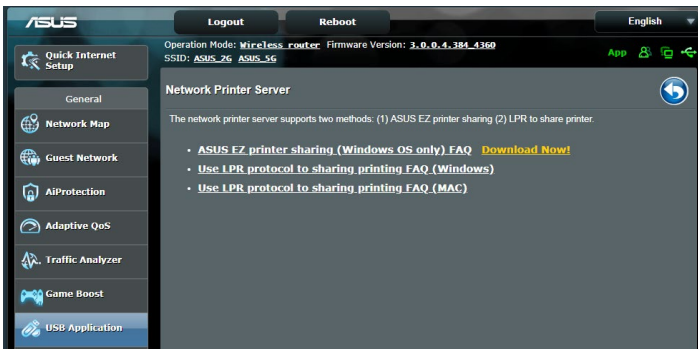 ASUS
Logout
Reboot
English
Quick Internet
Setup
Operation Mode: Wireless router Firmware Version: 3.0.0.4.384_4360
SSID: ASUS_2G ASUS_5G
App
General
Network Map
Guest Network
AiProtection
Adaptive QoS
Traffic Analyzer
Game Boost
USB Application
Network Printer Server
The network printer server supports two methods: (1) ASUS EZ printer sharing (2) LPR to share printer.
• ASUS EZ printer sharing (Windows OS only) FAQ Download Now!
• Use LPR protocol to sharing printing FAQ (Windows)
• Use LPR protocol to sharing printing FAQ (MAC)